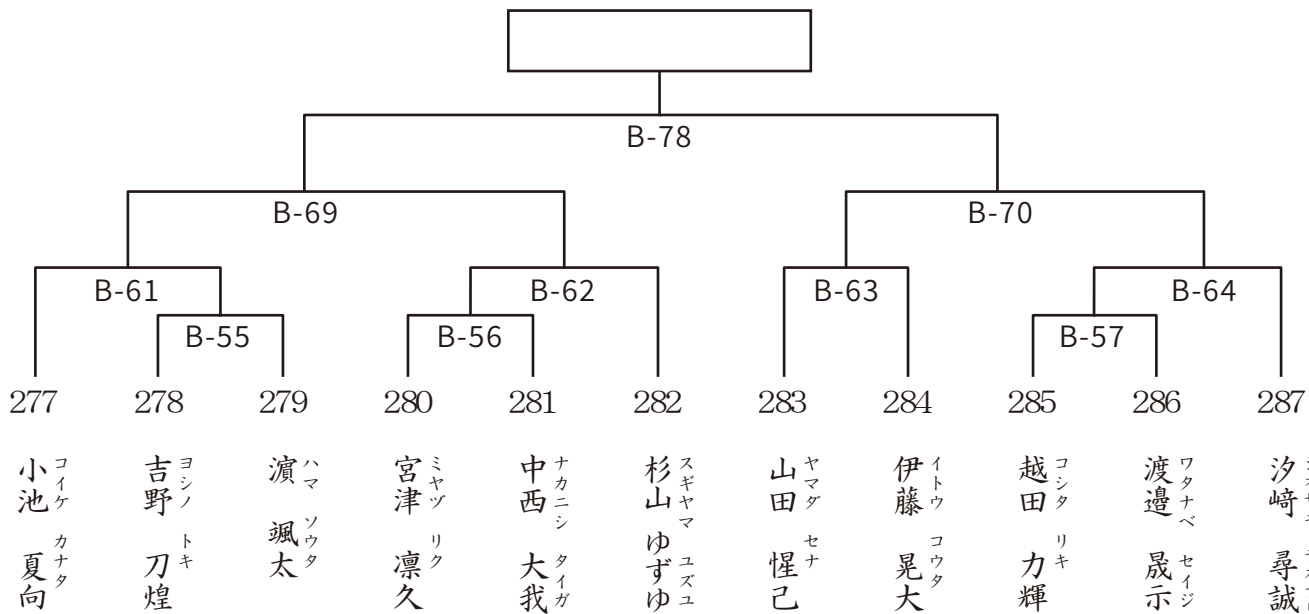 B-78
B-69
B-70
B-61
B-62
B-63
B-64
B-55
B-56
B-57
277
278
279
280
281
282
283
284
285
286
287
小池 夏向
コイケ カナタ
吉野 刀煌
ヨシノ トキ
濵 颯太
ハマ ソウタ
宮津 凛久
ミヤヅ リク
中西 大我
ナカニシ タイガ
杉山 ゆずゆ
スギヤマ ユズユ
山田 惺己
ヤマダ セナ
伊藤 晃大
イトウ コウタ
越田 力輝
コシタ リキ
渡邉 晟示
ワタナベ セイジ
汐﨑 尋誠